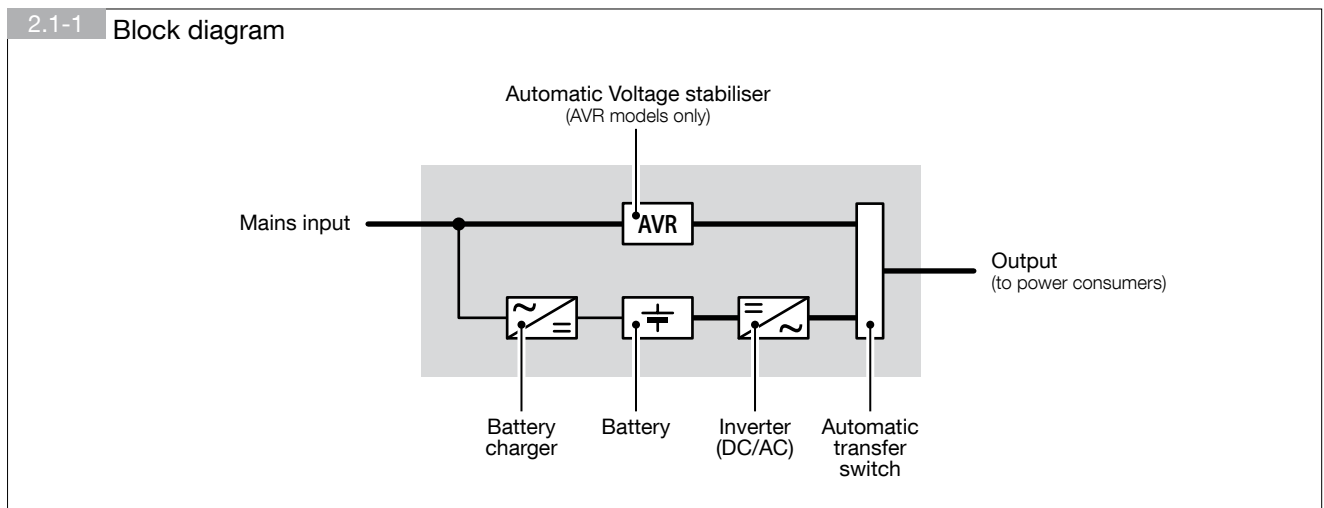 2.1-1 Block diagram
Automatic Voltage stabiliser
(AVR models only)
Mains input
AVR
Output
(to power consumers)
Battery
charger
Battery
Inverter
(DC/AC)
Automatic
transfer
switch